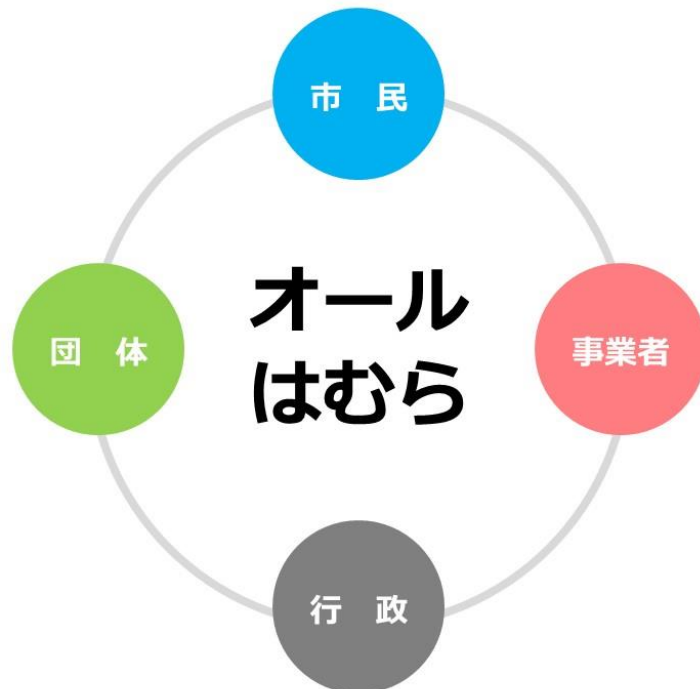 市　民
団　体
オール
はむら
事業者
行　政